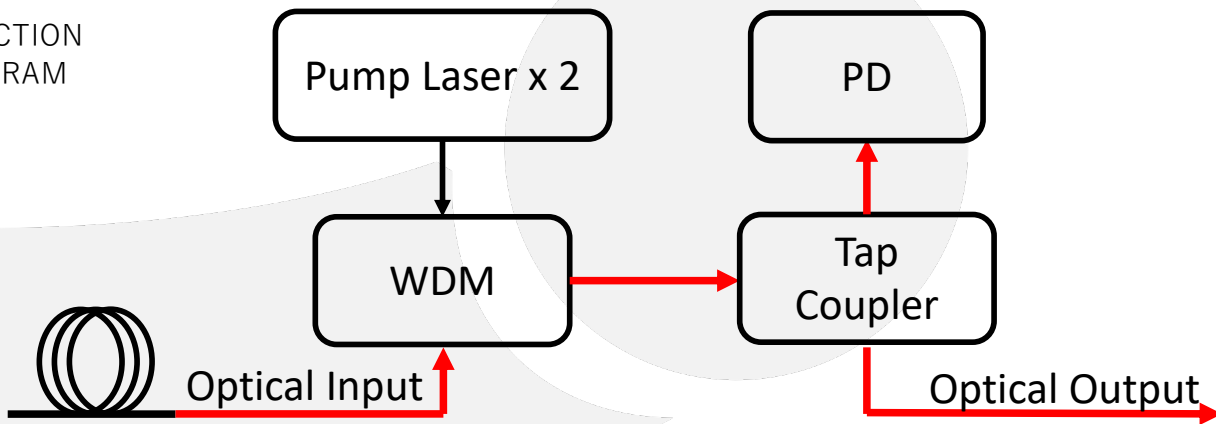 Pump Laser x 2
PD
WDM
Tap
Coupler
Optical Input
Optical Output